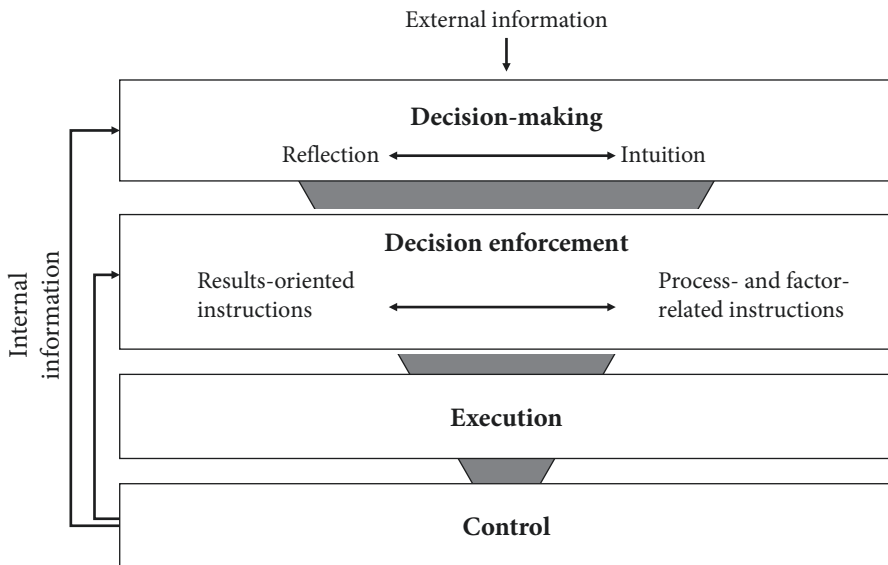 External information
Decision-making
Reflection
Intuition
Decision enforcement
Results-oriented
instructions
Process- and factor-
related instructions
Internal
information
Execution
Control